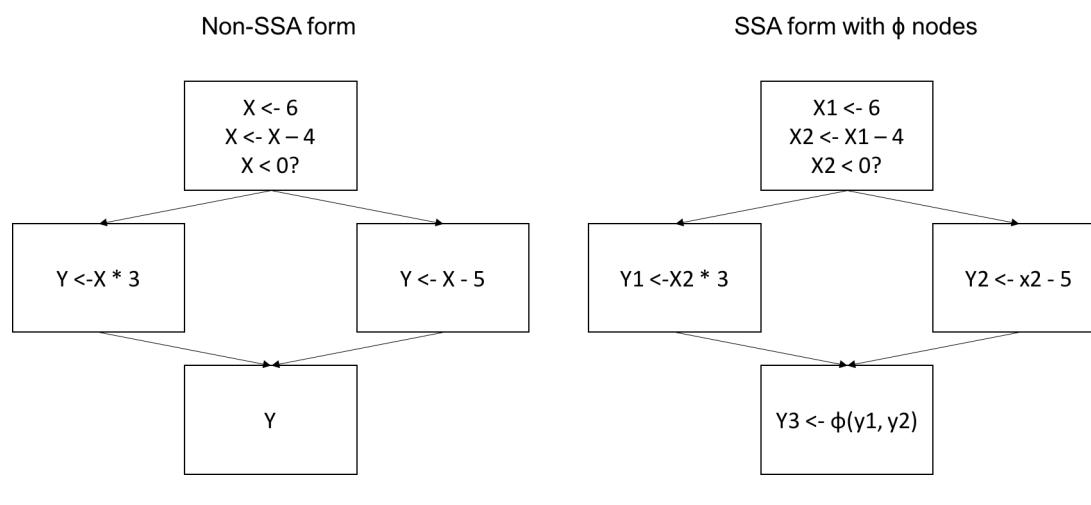 Non-SSA form
X <- 6
X <- X – 4
X < 0?
Y <-X * 3
Y <- X - 5
Y
SSA form with ϕ nodes
X1 <- 6
X2 <- X1 – 4
X2 < 0?
Y1 <-X2 * 3
Y2 <- x2 - 5
Y3 <- ϕ(y1, y2)